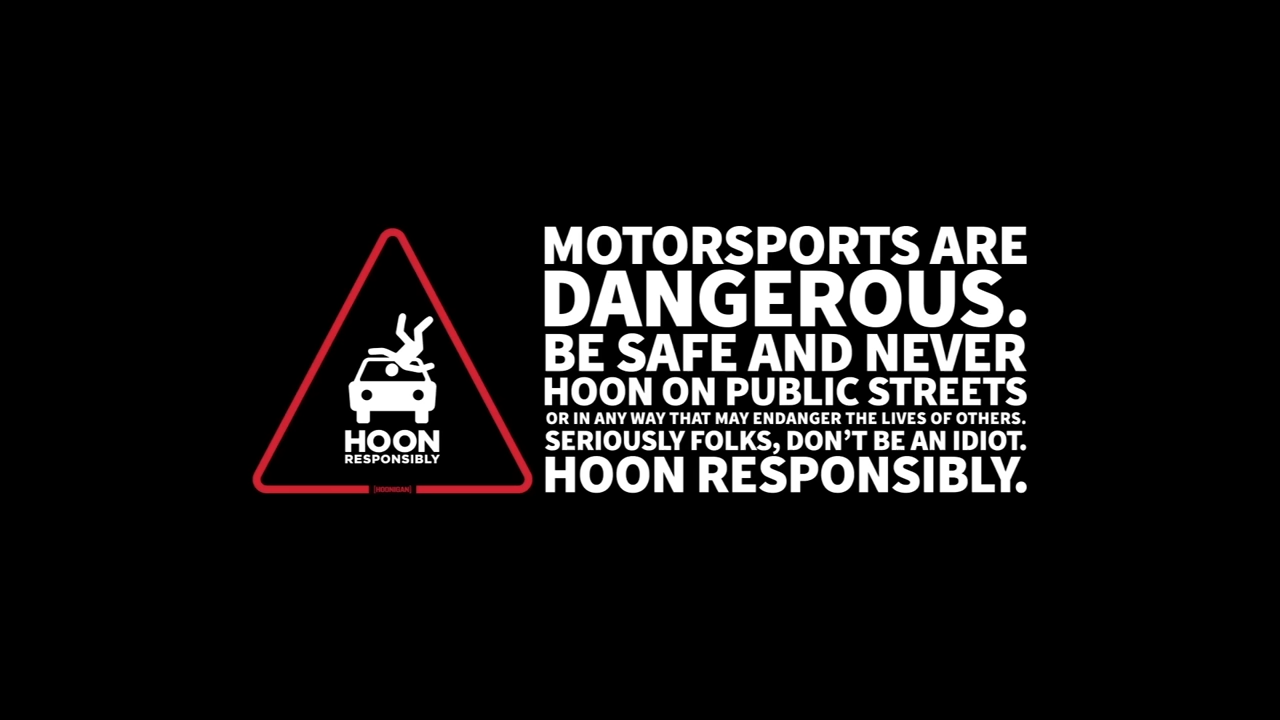 HOON
RESPONSIBLY
[HOONIGAN]
MOTORSPORTS ARE
DANGEROUS.
BE SAFE AND NEVER
HOON ON PUBLIC STREETS
OR IN ANY WAY THAT MAY ENDANGER THE LIVES OF OTHERS.
SERIOUSLY FOLKS, DON'T BE AN IDIOT.
HOON RESPONSIBLY.